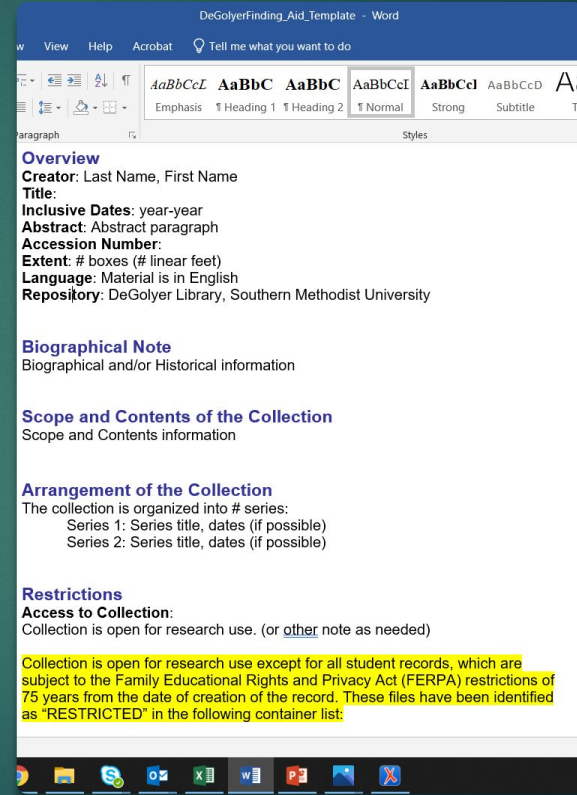 DeGolyerFinding_Aid_Template - Word
w View Help Acrobat Tell me what you want to do
AaBbCcL AaBbC AaBbC AaBbCcI AaBbCcl AaBbCcD
Emphasis ¶ Heading 1 ¶ Heading 2 ¶ Normal Strong Subtitle
Paragraph Styles
Overview
Creator: Last Name, First Name
Title:
Inclusive Dates: year-year
Abstract: Abstract paragraph
Accession Number:
Extent: # boxes (# linear feet)
Language: Material is in English
Repository: DeGolyer Library, Southern Methodist University
Biographical Note
Biographical and/or Historical information
Scope and Contents of the Collection
Scope and Contents information
Arrangement of the Collection
The collection is organized into # series:
Series 1: Series title, dates (if possible)
Series 2: Series title, dates (if possible)
Restrictions
Access to Collection:
Collection is open for research use. (or other note as needed)
Collection is open for research use except for all student records, which are
subject to the Family Educational Rights and Privacy Act (FERPA) restrictions of
75 years from the date of creation of the record. These files have been identified
as “RESTRICTED” in the following container list: